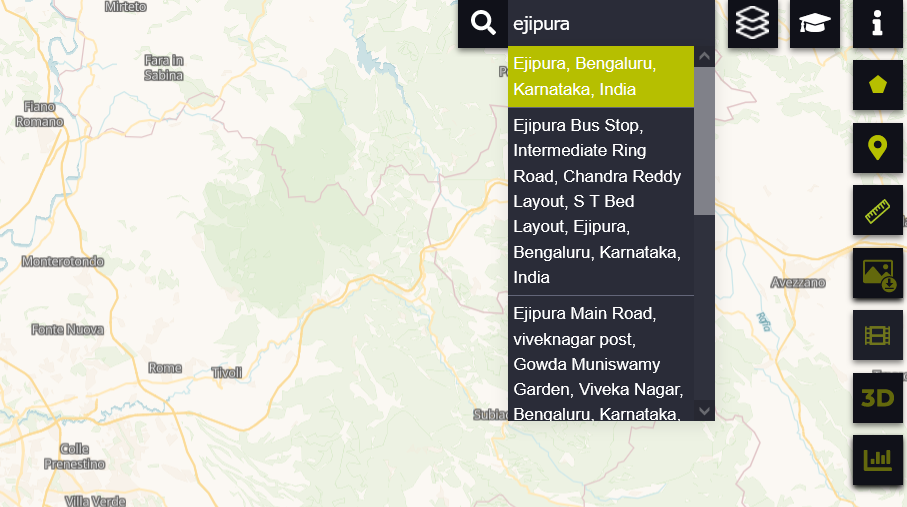 Mirteto
ejipura
Fara in
Sabina
Ejipura, Bengaluru,
Karnataka, India
Fiano
Romano
Ejipura Bus Stop,
Intermediate Ring
Road, Chandra Reddy
Layout, S T Bed
Layout, Ejipura,
Bengaluru, Karnataka,
India
Monterotondo
Avezzano
Ejipura Main Road,
viveknagar post,
Gowda Muniswamy
Garden, Viveka Nagar,
Bengaluru, Karnataka,
Fonte Nuova
Rome
Tivoli
3D
Colle
Prenestino
Villa Verde